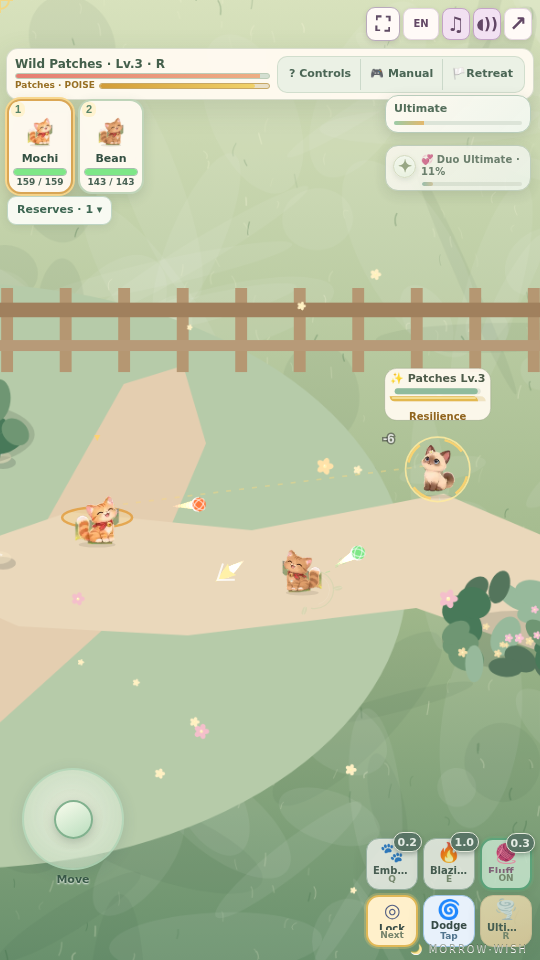 EN
Wild Patches · Lv.3 · R
Patches · POISE
? Controls
🎮 Manual
🏳️Retreat
1
Mochi
159 / 159
2
Bean
143 / 143
Ultimate
💞 Duo Ultimate ·
11%
Reserves · 1 ▾
✨ Patches Lv.3
Resilience
-6
Move
0.2
Emb...
Q
1.0
Blazi...
E
0.3
Fluff
ON
Lock
Next
Dodge
Tap
Ulti...
R
🌙 MORROW-WISH